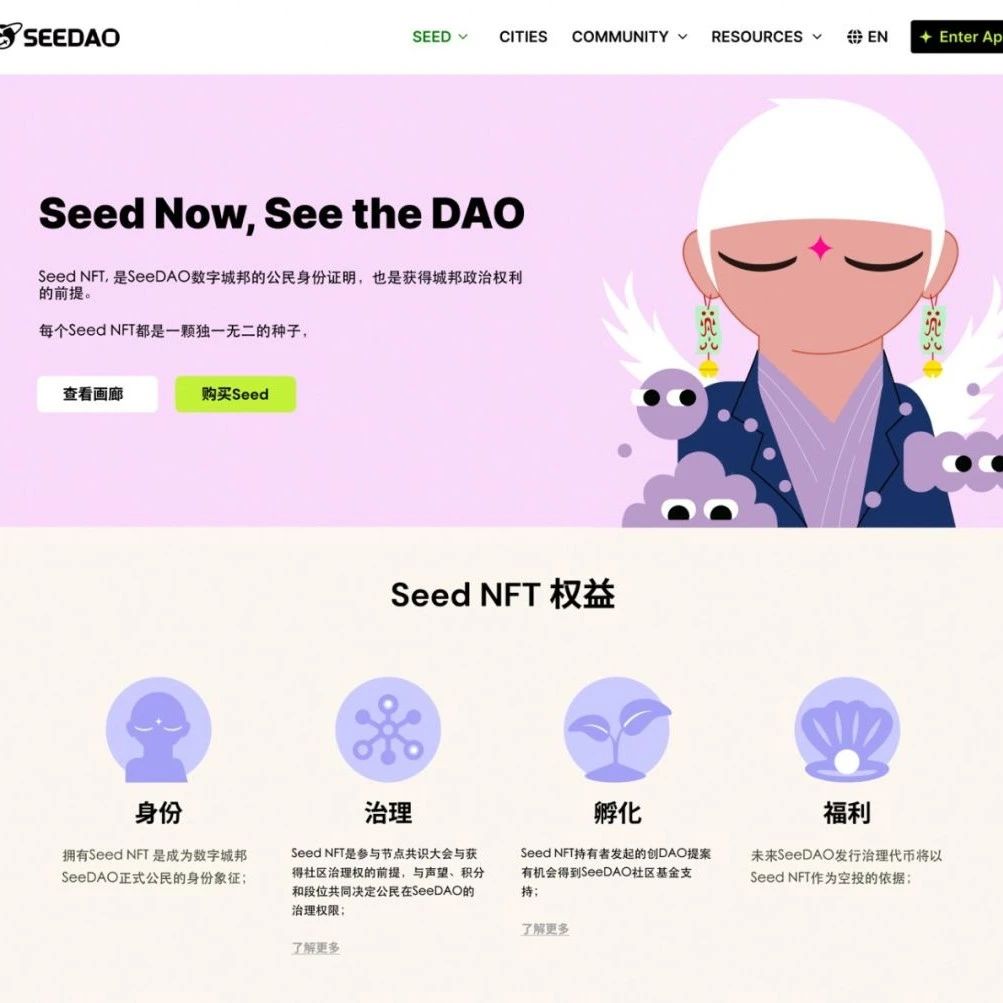 SEEDAO
SEED
CITIES
COMMUNITY
RESOURCES
EN
Enter Ap
Seed Now, See the DAO
Seed NFT, 是SeeDAO数字城邦的公民身份证明，也是获得城邦政治权利
的前提。
每个Seed NFT都是一颗独一无二的种子，
查看画廊
购买Seed
Seed NFT 权益
身份
拥有Seed NFT 是成为数字城邦
SeeDAO正式公民的身份象征；
治理
Seed NFT是参与节点共识大会与获
得社区治理权的前提，与声望、积分
和段位共同决定公民在SeeDAO的
治理权限；
了解更多
孵化
Seed NFT持有者发起的创DAO提案
有机会得到SeeDAO社区基金支
持；
了解更多
福利
未来SeeDAO发行治理代币将以
Seed NFT作为空投的依据；